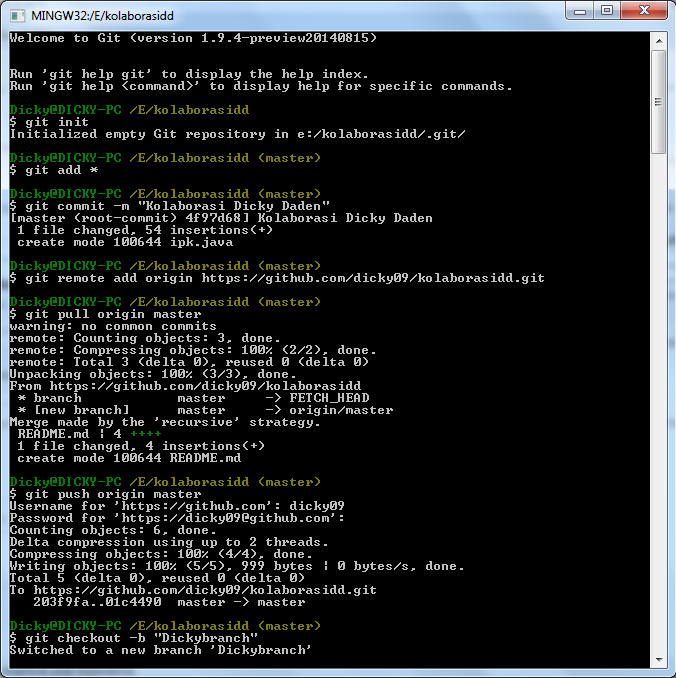 MINGW32:/E/kolaborasidd
Welcome to Git (version 1.9.4-preview20140815)
Run 'git help git' to display the help index.
Run 'git help <command>' to display help for specific commands.
Dicky@DICKY-PC /E/kolaborasidd
$ git init
Initialized empty Git repository in e:/kolaborasidd/.git/
Dicky@DICKY-PC /E/kolaborasidd (master)
$ git add *
Dicky@DICKY-PC /E/kolaborasidd (master)
$ git commit -m "Kolaborasi Dicky Daden"
[master (root-commit) 4f97d68] Kolaborasi Dicky Daden
 1 file changed, 54 insertions(+)
 create mode 100644 ipk.java
Dicky@DICKY-PC /E/kolaborasidd (master)
$ git remote add origin https://github.com/dicky09/kolaborasidd.git
Dicky@DICKY-PC /E/kolaborasidd (master)
$ git pull origin master
warning: no common commits
remote: Counting objects: 3, done.
remote: Compressing objects: 100% (2/2), done.
remote: Total 3 (delta 0), reused 0 (delta 0)
Unpacking objects: 100% (3/3), done.
From https://github.com/dicky09/kolaborasidd
 * branch            master     -> FETCH_HEAD
 * [new branch]      master     -> origin/master
Merge made by the 'recursive' strategy.
 README.md | 4 ++++
 1 file changed, 4 insertions(+)
 create mode 100644 README.md
Dicky@DICKY-PC /E/kolaborasidd (master)
$ git push origin master
Username for 'https://github.com': dicky09
Password for 'https://dicky09@github.com':
Counting objects: 6, done.
Delta compression using up to 2 threads.
Compressing objects: 100% (4/4), done.
Writing objects: 100% (5/5), 999 bytes | 0 bytes/s, done.
Total 5 (delta 0), reused 0 (delta 0)
To https://github.com/dicky09/kolaborasidd.git
   203f9fa..01c4490  master -> master
Dicky@DICKY-PC /E/kolaborasidd (master)
$ git checkout -b "Dickybranch"
Switched to a new branch 'Dickybranch'